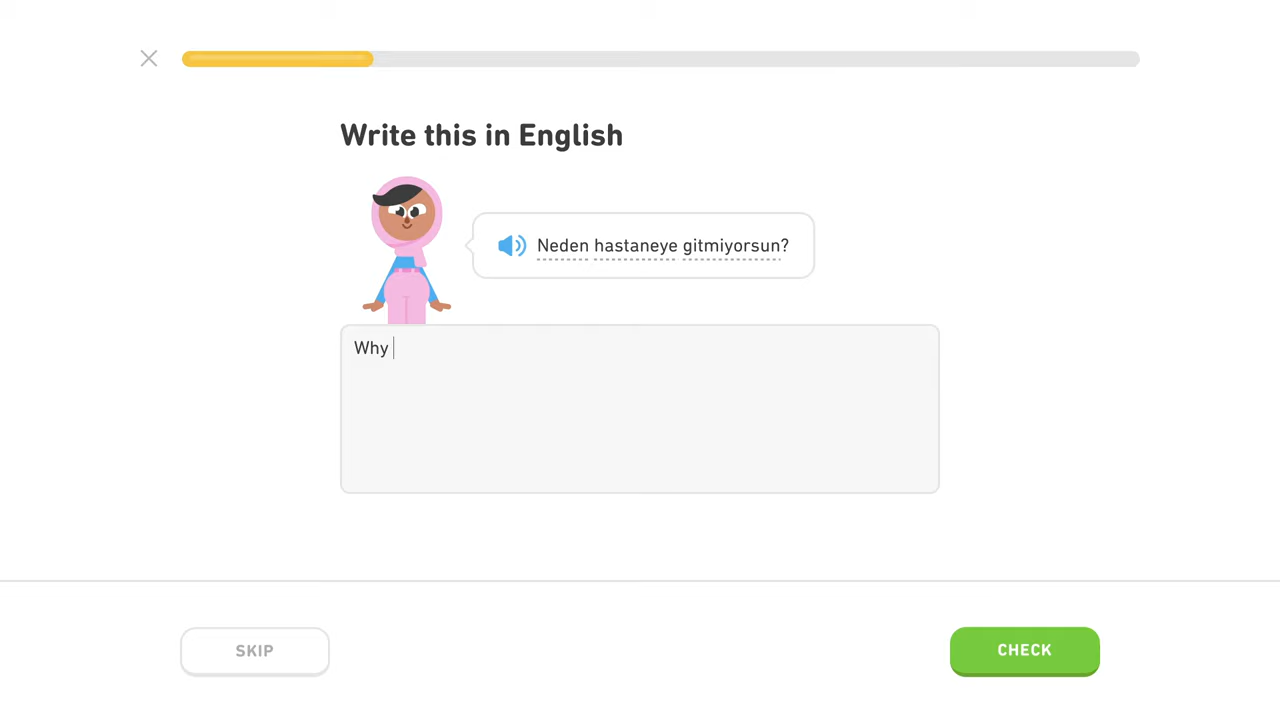 Write this in English
Neden hastaneye gitmiyorsun?
Why
SKIP
CHECK